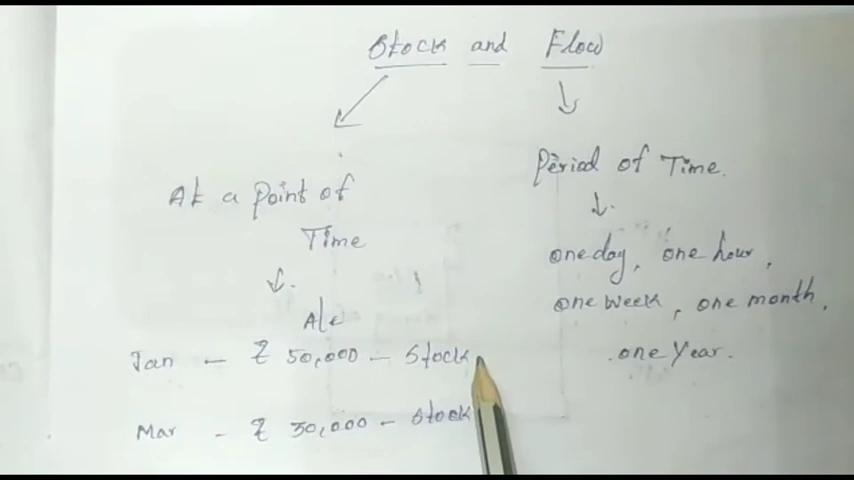 Stock and Flow
At a Point of
Time
A/c
Jan - ₹ 50,000 - Stock
Mar - ₹ 30,000 - Stock
Period of Time.
one day, one hour,
one week, one month,
one Year.